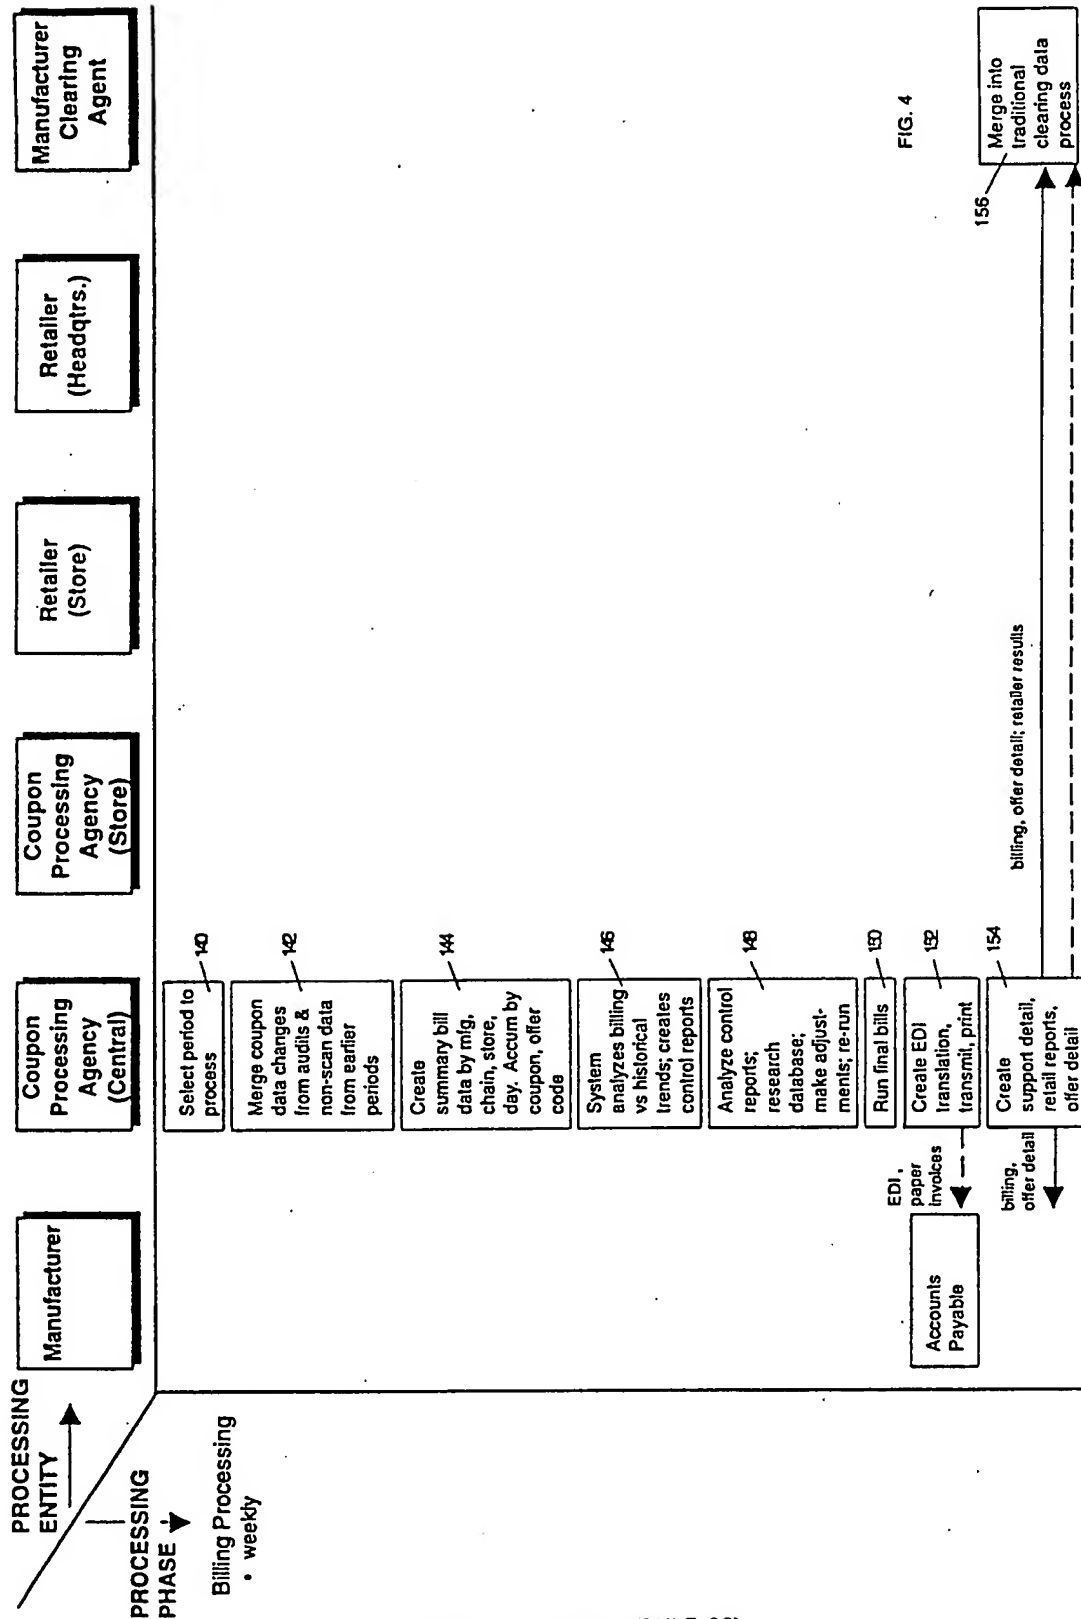 PROCESSING
ENTITY
PROCESSING
PHASE
Billing Processing
• weekly
Manufacturer
Coupon
Processing
Agency
(Central)
Coupon
Processing
Agency
(Store)
Retailer
(Store)
Retailer
(Headqtrs.)
Manufacturer
Clearing
Agent
Select period to
process
140
Merge coupon
data changes
from audits &
non-scan data
from earlier
periods
142
Create
summary bill
data by mfg,
chain, store,
day. Accum by
coupon, offer
code
144
System
analyzes billing
vs historical
trends; creates
control reports
146
Analyze control
reports;
research
database;
make adjust-
ments; re-run
148
Run final bills
150
Create EDI
translation,
transmit, print
152
EDI,
paper
invoices
Accounts
Payable
Create
support detail,
retail reports,
offer detail
154
billing,
offer detail
billing, offer detail; retailer results
Merge into
traditional
clearing data
process
156
FIG. 4